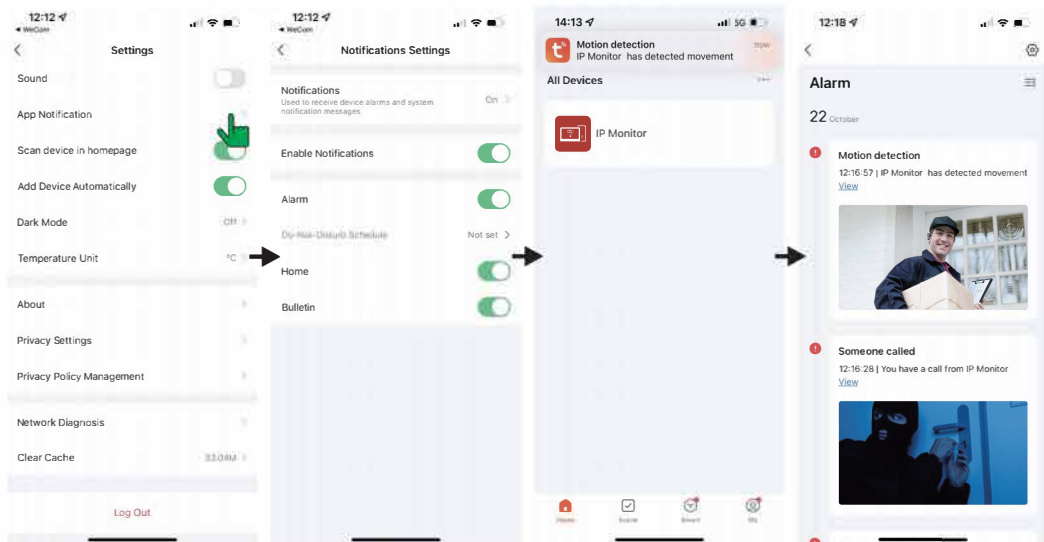 12:12
WeCom
Settings
Sound
App Notification
Scan device in homepage
Add Device Automatically
Dark Mode
Off
Temperature Unit
°C
About
Privacy Settings
Privacy Policy Management
Network Diagnosis
Clear Cache
33.04M
Log Out
12:12
WeCom
Notifications Settings
Notifications
On
Used to receive device alarms and system
notification messages
Enable Notifications
Alarm
Do-Not-Disturb Schedule
Not set
Home
Bulletin
14:13
5G
Motion detection
now
IP Monitor has detected movement
All Devices
IP Monitor
Home
Smart
Me
12:18
Alarm
22 October
Motion detection
12:16:57 | IP Monitor has detected movement
View
Someone called
12:16:28 | You have a call from IP Monitor
View